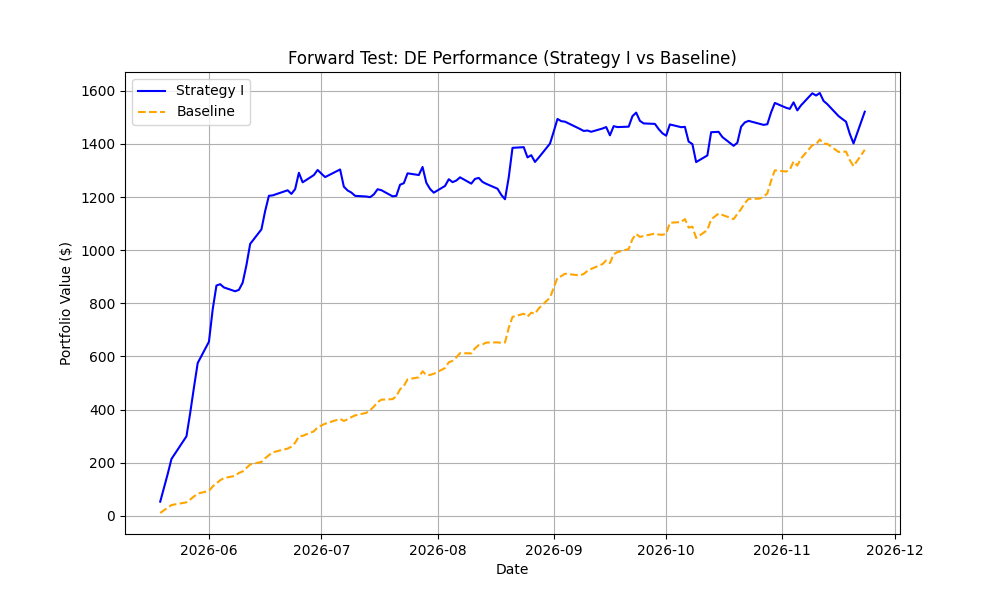 Forward Test: DE Performance (Strategy I vs Baseline)
Strategy I
Baseline
Portfolio Value ($)
1600
1400
1200
1000
800
600
400
200
0
2026-06 2026-07 2026-08 2026-09 2026-10 2026-11 2026-12
Date